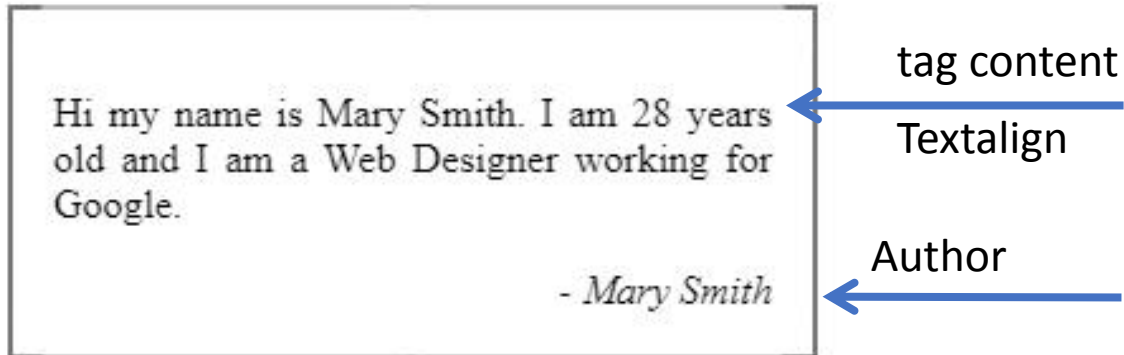 tag content
Hi my name is Mary Smith. I am 28 years
Textalign
old and I am a Web Designer working for
Google.
Author
- Mary Smith